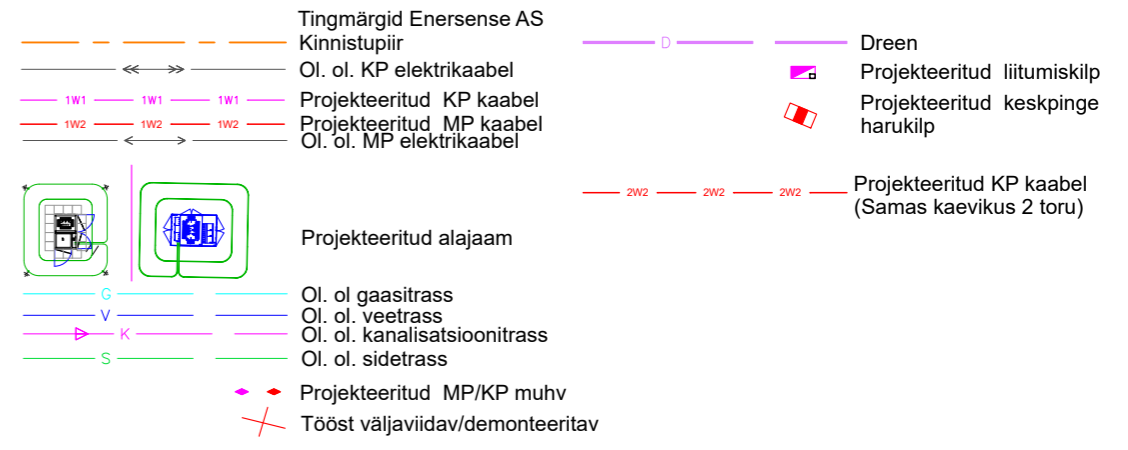 Tingmärgid Enersense AS
Kinnistupiir
Ol. ol. KP elektrikaabel
1W1 1W1 1W1 Projekteeritud KP kaabel
1W2 1W2 1W2 Projekteeritud MP kaabel
Ol. ol. MP elektrikaabel
Projekteeritud alajaam
G Ol. ol gaasitrass
V Ol. ol. veetrass
K Ol. ol. kanalisatsioonitrass
S Ol. ol. sidetrass
Projekteeritud MP/KP muhv
Tööst väljaviidav/demonteeritav
D Dreen
Projekteeritud liitumiskilp
Projekteeritud keskpinge
harukilp
2W2 2W2 2W2 Projekteeritud KP kaabel
(Samas kaevikus 2 toru)